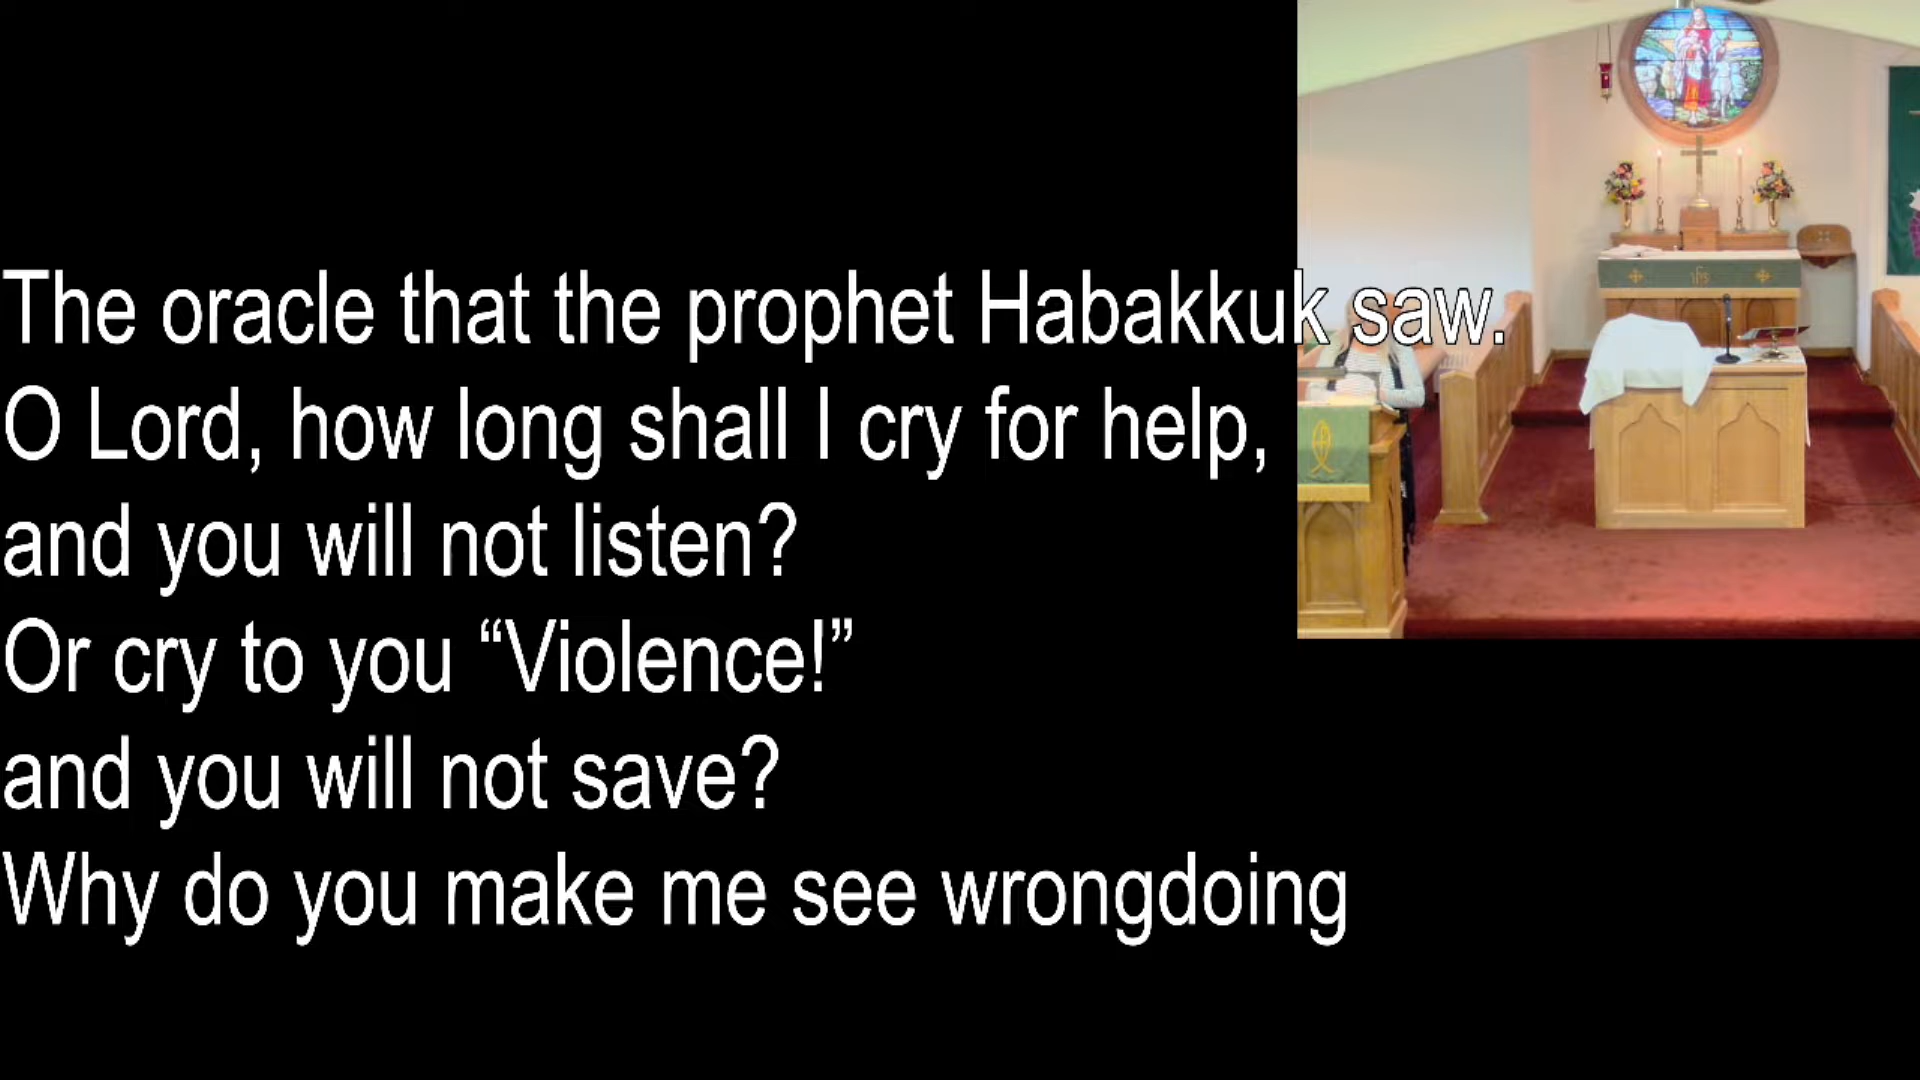 The oracle that the prophet Habakkuk saw.
O Lord, how long shall I cry for help,
and you will not listen?
Or cry to you “Violence!”
and you will not save?
Why do you make me see wrongdoing
IHS